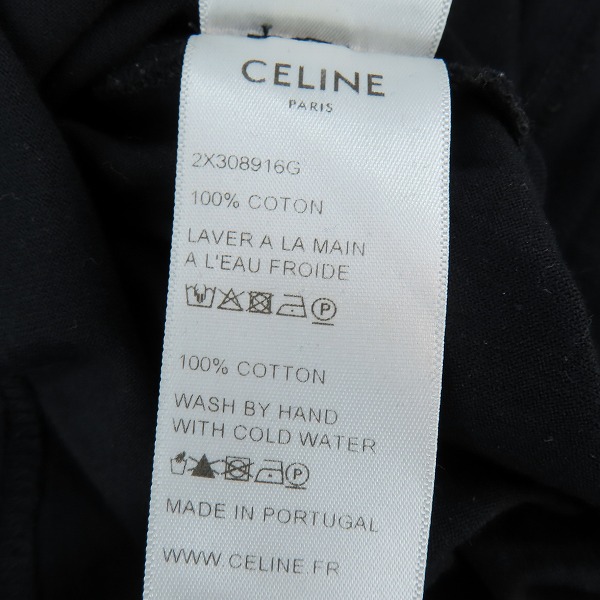 CELINE
PARIS
2X308916G
100% COTON
LAVER A LA MAIN
A L'EAU FROIDE
100% COTTON
WASH BY HAND
WITH COLD WATER
MADE IN PORTUGAL
WWW.CELINE.FR